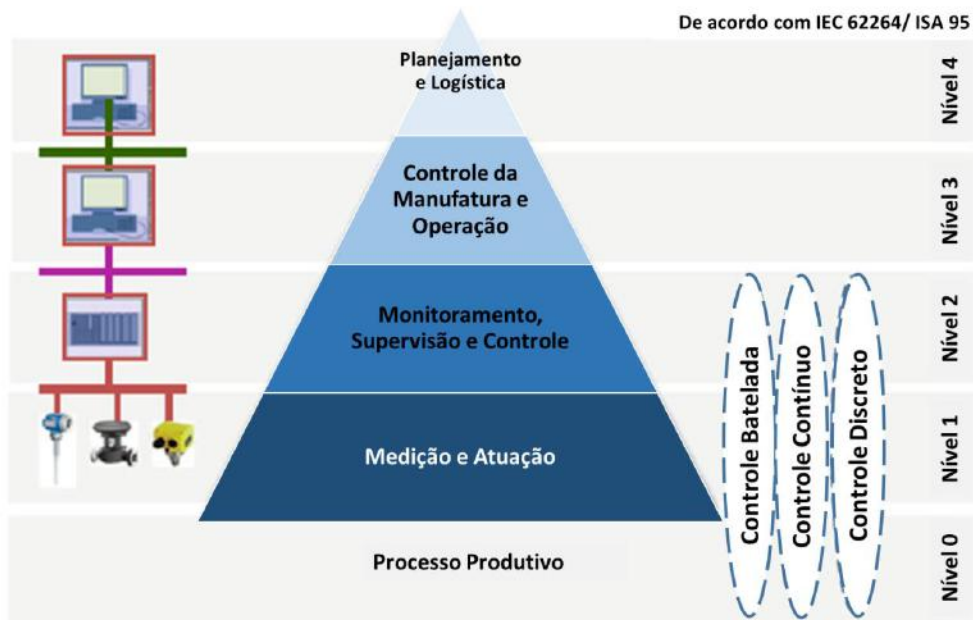 De acordo com IEC 62264/ ISA 95
Planejamento
e Logística
Nível 4
Controle da
Manufatura e
Operação
Nível 3
Monitoramento,
Supervisão e Controle
Nível 2
Medição e Atuação
Nível 1
Controle Batelada
Controle Contínuo
Controle Discreto
Processo Produtivo
Nível 0